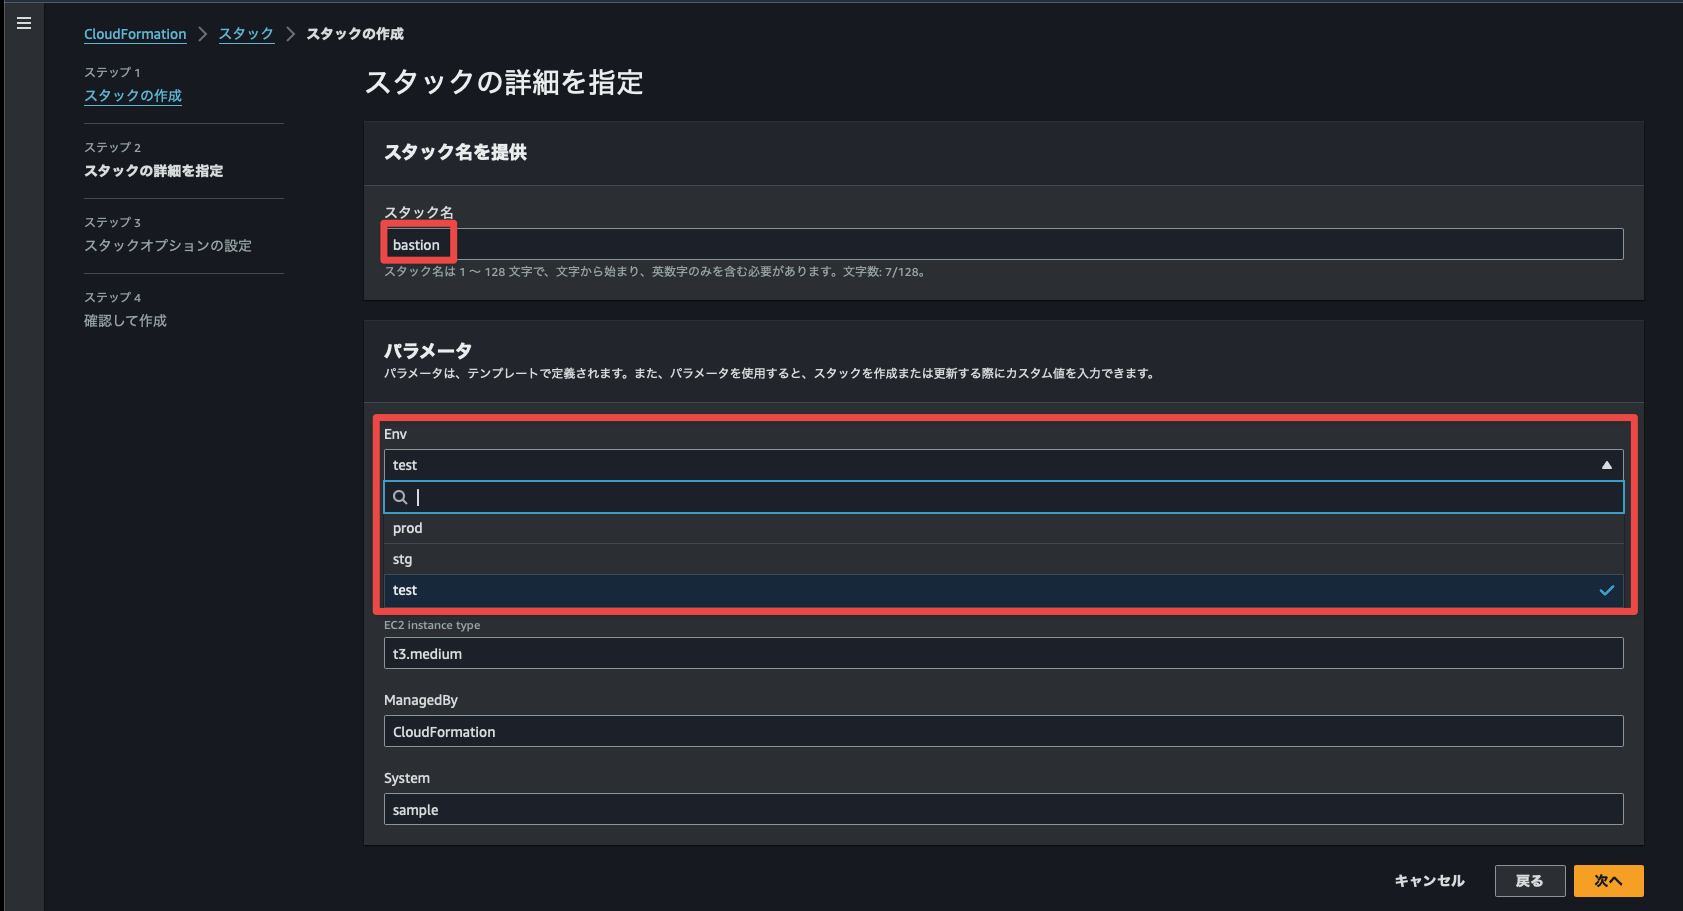 CloudFormation > スタック > スタックの作成
ステップ 1
スタックの作成
ステップ 2
スタックの詳細を指定
ステップ 3
スタックオプションの設定
ステップ 4
確認して作成
スタックの詳細を指定
スタック名を提供
スタック名
bastion
スタック名は 1 〜 128 文字で、文字から始まり、英数字のみを含む必要があります。文字数: 7/128。
パラメータ
パラメータは、テンプレートで定義されます。また、パラメータを使用すると、スタックを作成または更新する際にカスタム値を入力できます。
Env
test
prod
stg
test
EC2 instance type
t3.medium
ManagedBy
CloudFormation
System
sample
キャンセル 戻る 次へ